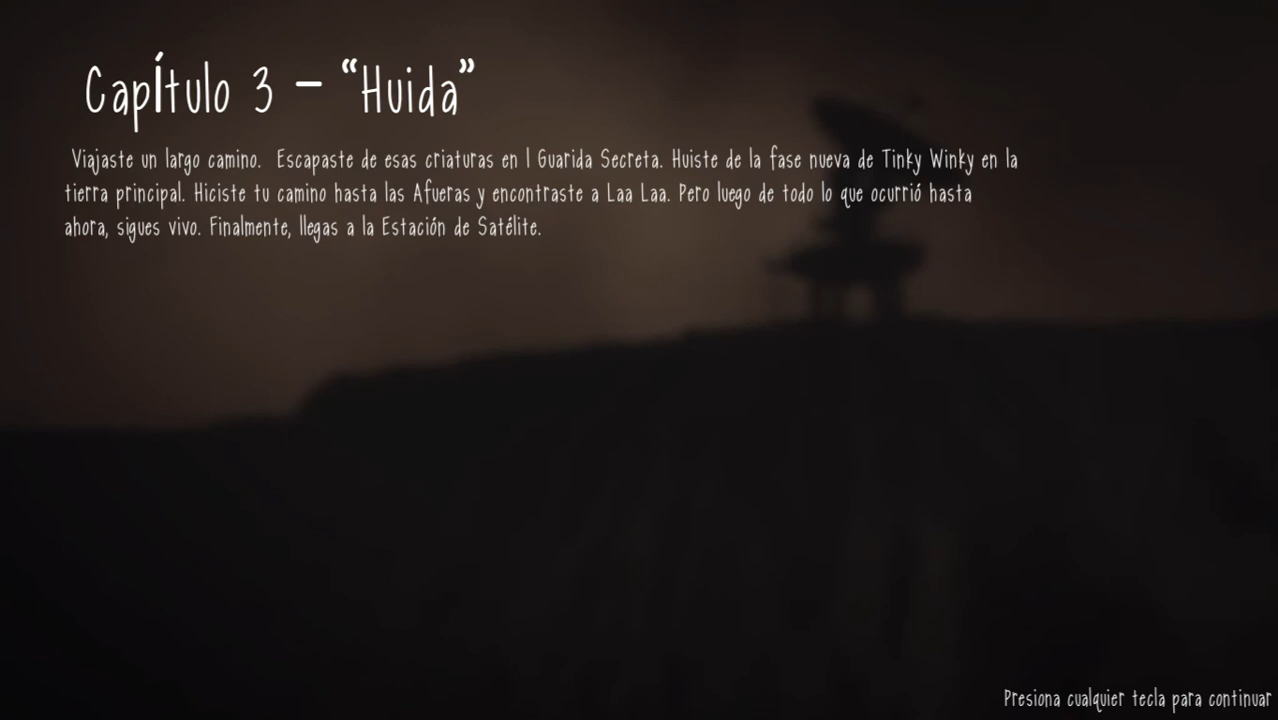 Capítulo 3 - “Huida”
Viajaste un largo camino. Escapaste de esas criaturas en l Guarida Secreta. Huiste de la fase nueva de Tinky Winky en la
tierra principal. Hiciste tu camino hasta las Afueras y encontraste a Laa Laa. Pero luego de todo lo que ocurrió hasta
ahora, sigues vivo. Finalmente, llegas a la Estación de Satélite.
Presiona cualquier tecla para continuar